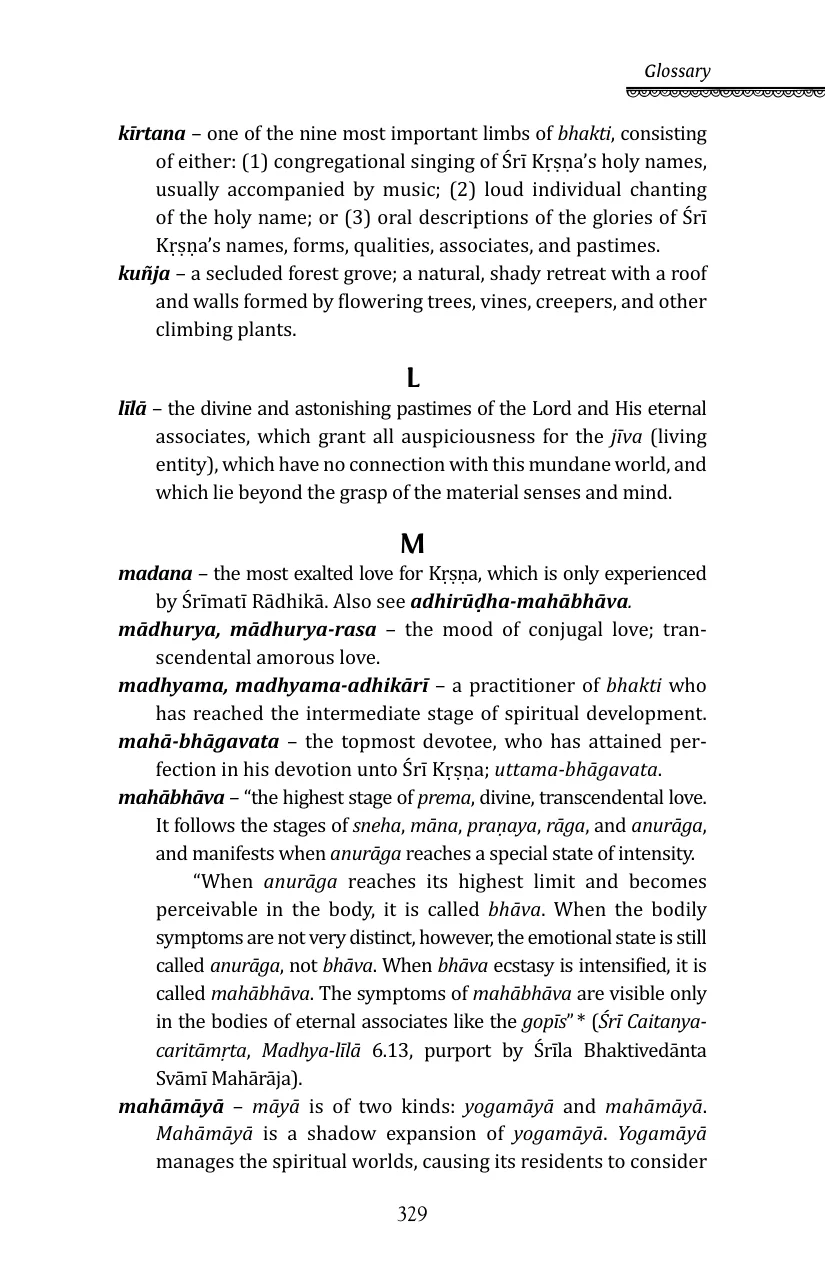 Glossary
kīrtana – one of the nine most important limbs of bhakti, consisting
of either: (1) congregational singing of Śrī Kṛṣṇa’s holy names,
usually accompanied by music; (2) loud individual chanting
of the holy name; or (3) oral descriptions of the glories of Śrī
Kṛṣṇa’s names, forms, qualities, associates, and pastimes.
kuñja – a secluded forest grove; a natural, shady retreat with a roof
and walls formed by flowering trees, vines, creepers, and other
climbing plants.
L
līlā – the divine and astonishing pastimes of the Lord and His eternal
associates, which grant all auspiciousness for the jīva (living
entity), which have no connection with this mundane world, and
which lie beyond the grasp of the material senses and mind.
M
madana – the most exalted love for Kṛṣṇa, which is only experienced
by Śrīmatī Rādhikā. Also see adhirūḍha-mahābhāva.
mādhurya, mādhurya-rasa – the mood of conjugal love; tran-
scendental amorous love.
madhyama, madhyama-adhikārī – a practitioner of bhakti who
has reached the intermediate stage of spiritual development.
mahā-bhāgavata – the topmost devotee, who has attained per-
fection in his devotion unto Śrī Kṛṣṇa; uttama-bhāgavata.
mahābhāva – “the highest stage of prema, divine, transcendental love.
It follows the stages of sneha, māna, praṇaya, rāga, and anurāga,
and manifests when anurāga reaches a special state of intensity.
“When anurāga reaches its highest limit and becomes
perceivable in the body, it is called bhāva. When the bodily
symptoms are not very distinct, however, the emotional state is still
called anurāga, not bhāva. When bhāva ecstasy is intensified, it is
called mahābhāva. The symptoms of mahābhāva are visible only
in the bodies of eternal associates like the gopīs”* (Śrī Caitanya-
caritāmṛta, Madhya-līlā 6.13, purport by Śrīla Bhaktivedānta
Svāmī Mahārāja).
mahāmāyā – māyā is of two kinds: yogamāyā and mahāmāyā.
Mahāmāyā is a shadow expansion of yogamāyā. Yogamāyā
manages the spiritual worlds, causing its residents to consider
329